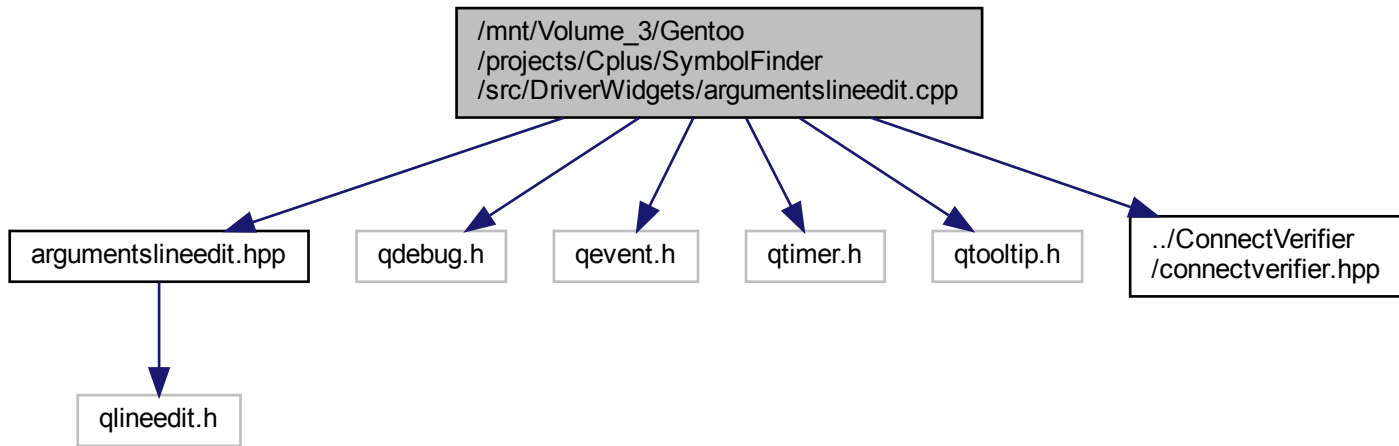 /mnt/Volume_3/Gentoo
/projects/Cplus/SymbolFinder
/src/DriverWidgets/argumentslineedit.cpp
argumentslineedit.hpp
qdebug.h
qevent.h
qtimer.h
qtooltip.h
../ConnectVerifier
/connectverifier.hpp
qlineedit.h